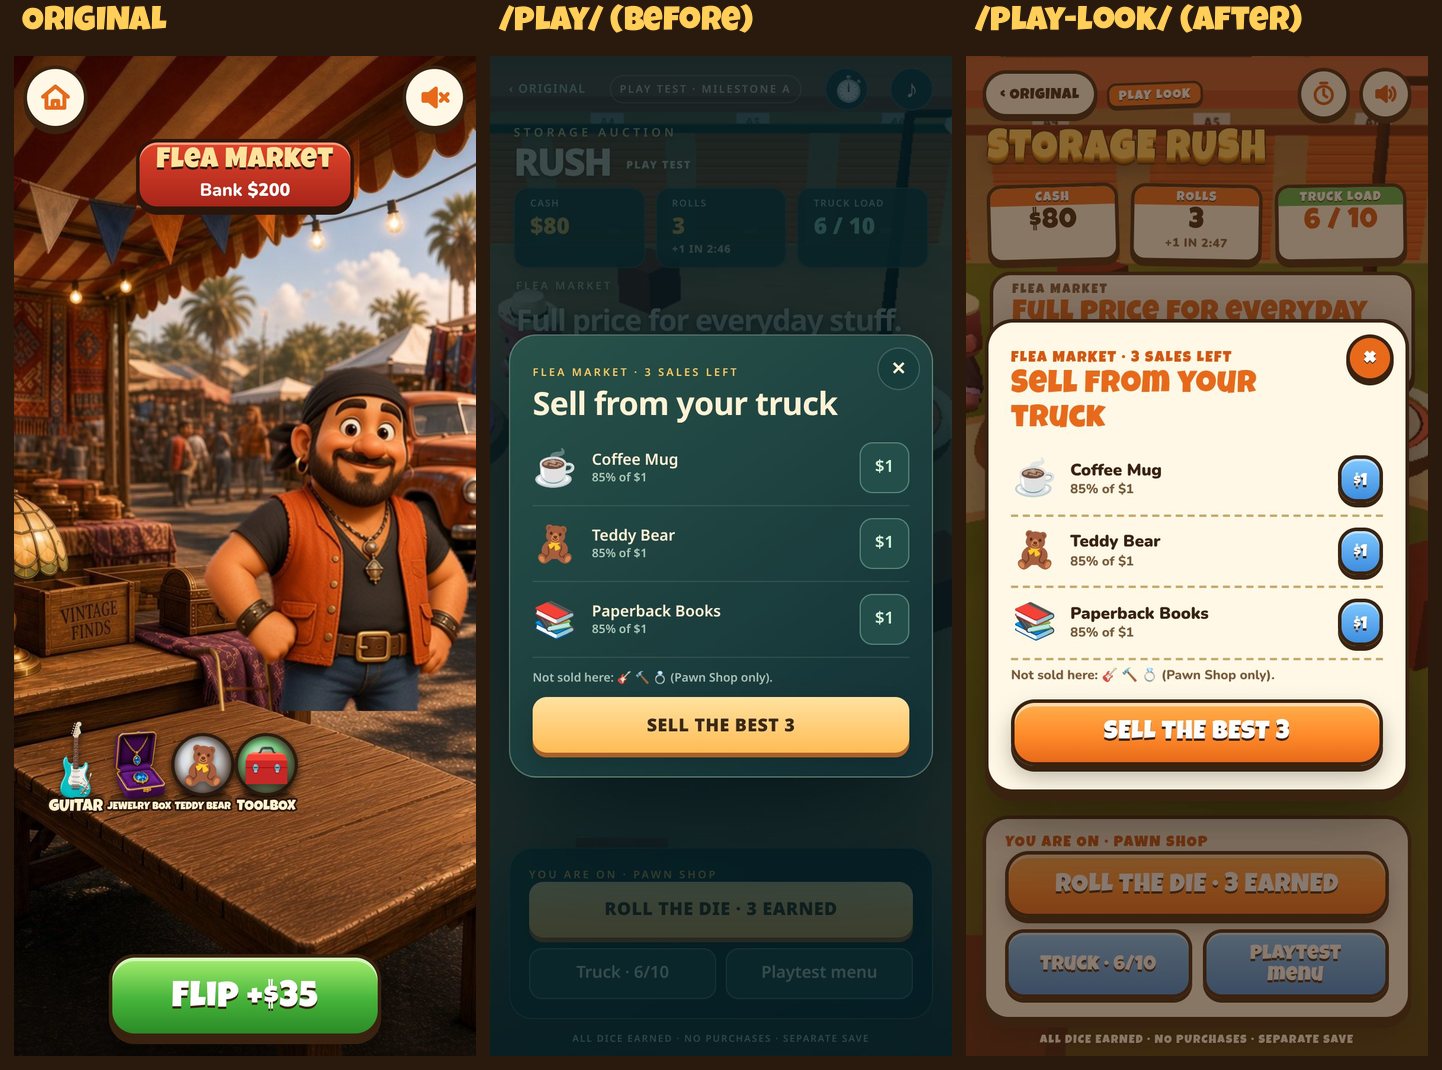 ORIGINAL
FLEA MARKET
Bank $200
VINTAGE
FINDS
GUITAR
JEWELRY BOX
TEDDY BEAR
TOOLBOX
FLIP +$35
/PLAY/ (BEFORE)
‹ ORIGINAL
PLAY TEST · MILESTONE A
A5
STORAGE AUCTION
RUSH
PLAY TEST
CASH
$80
ROLLS
3
+1 IN 2:46
TRUCK LOAD
6 / 10
FLEA MARKET
Full price for everyday stuff.
FLEA MARKET · 3 SALES LEFT
Sell from your truck
Coffee Mug
85% of $1
$1
Teddy Bear
85% of $1
$1
Paperback Books
85% of $1
$1
Not sold here: 🎸 🔨 💍 (Pawn Shop only).
SELL THE BEST 3
YOU ARE ON · PAWN SHOP
ROLL THE DIE · 3 EARNED
Truck · 6/10
Playtest menu
ALL DICE EARNED · NO PURCHASES · SEPARATE SAVE
/PLAY-LOOK/ (AFTER)
‹ ORIGINAL
PLAY LOOK
A5
STORAGE RUSH
CASH
$80
ROLLS
3
+1 IN 2:47
TRUCK LOAD
6 / 10
FLEA MARKET
FULL PRICE FOR EVERYDAY
FLEA MARKET · 3 SALES LEFT
SELL FROM YOUR
TRUCK
Coffee Mug
85% of $1
$1
Teddy Bear
85% of $1
$1
Paperback Books
85% of $1
$1
Not sold here: 🎸 🔨 💍 (Pawn Shop only).
SELL THE BEST 3
YOU ARE ON · PAWN SHOP
ROLL THE DIE · 3 EARNED
TRUCK · 6/10
PLAYTEST
MENU
ALL DICE EARNED · NO PURCHASES · SEPARATE SAVE